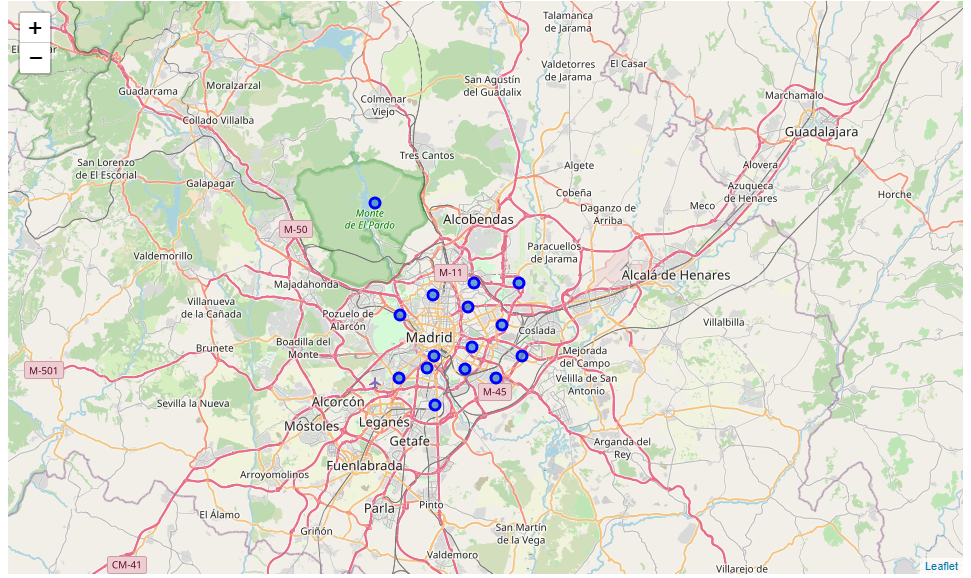 +
−
Talamanca
de Jarama
El Casar
Valdetorres
de Jarama
San Agustín
del Guadalix
Guadarrama
Moralzarzal
Colmenar
Viejo
Marchamalo
Collado Villalba
Guadalajara
Tres Cantos
San Lorenzo
de El Escorial
Galapagar
Algete
Alovera
Cobeña
Azuqueca
de Henares
Horche
Meco
Daganzo de
Arriba
Monte
de El Pardo
Alcobendas
M-50
Valdemorillo
Paracuellos
de Jarama
M-11
Alcalá de Henares
Majadahonda
Villanueva
de la Cañada
Pozuelo de
Alarcón
Villalbilla
Coslada
Madrid
Brunete
Boadilla del
Monte
Mejorada
del Campo
M-501
Velilla de San
Antonio
M-45
Sevilla la Nueva
Alcorcón
Móstoles
Leganés
Getafe
Arganda del
Rey
Fuenlabrada
Arroyomolinos
Parla
Pinto
El Álamo
Griñón
San Martín
de la Vega
Valdemoro
CM-41
Villarejo de
Leaflet